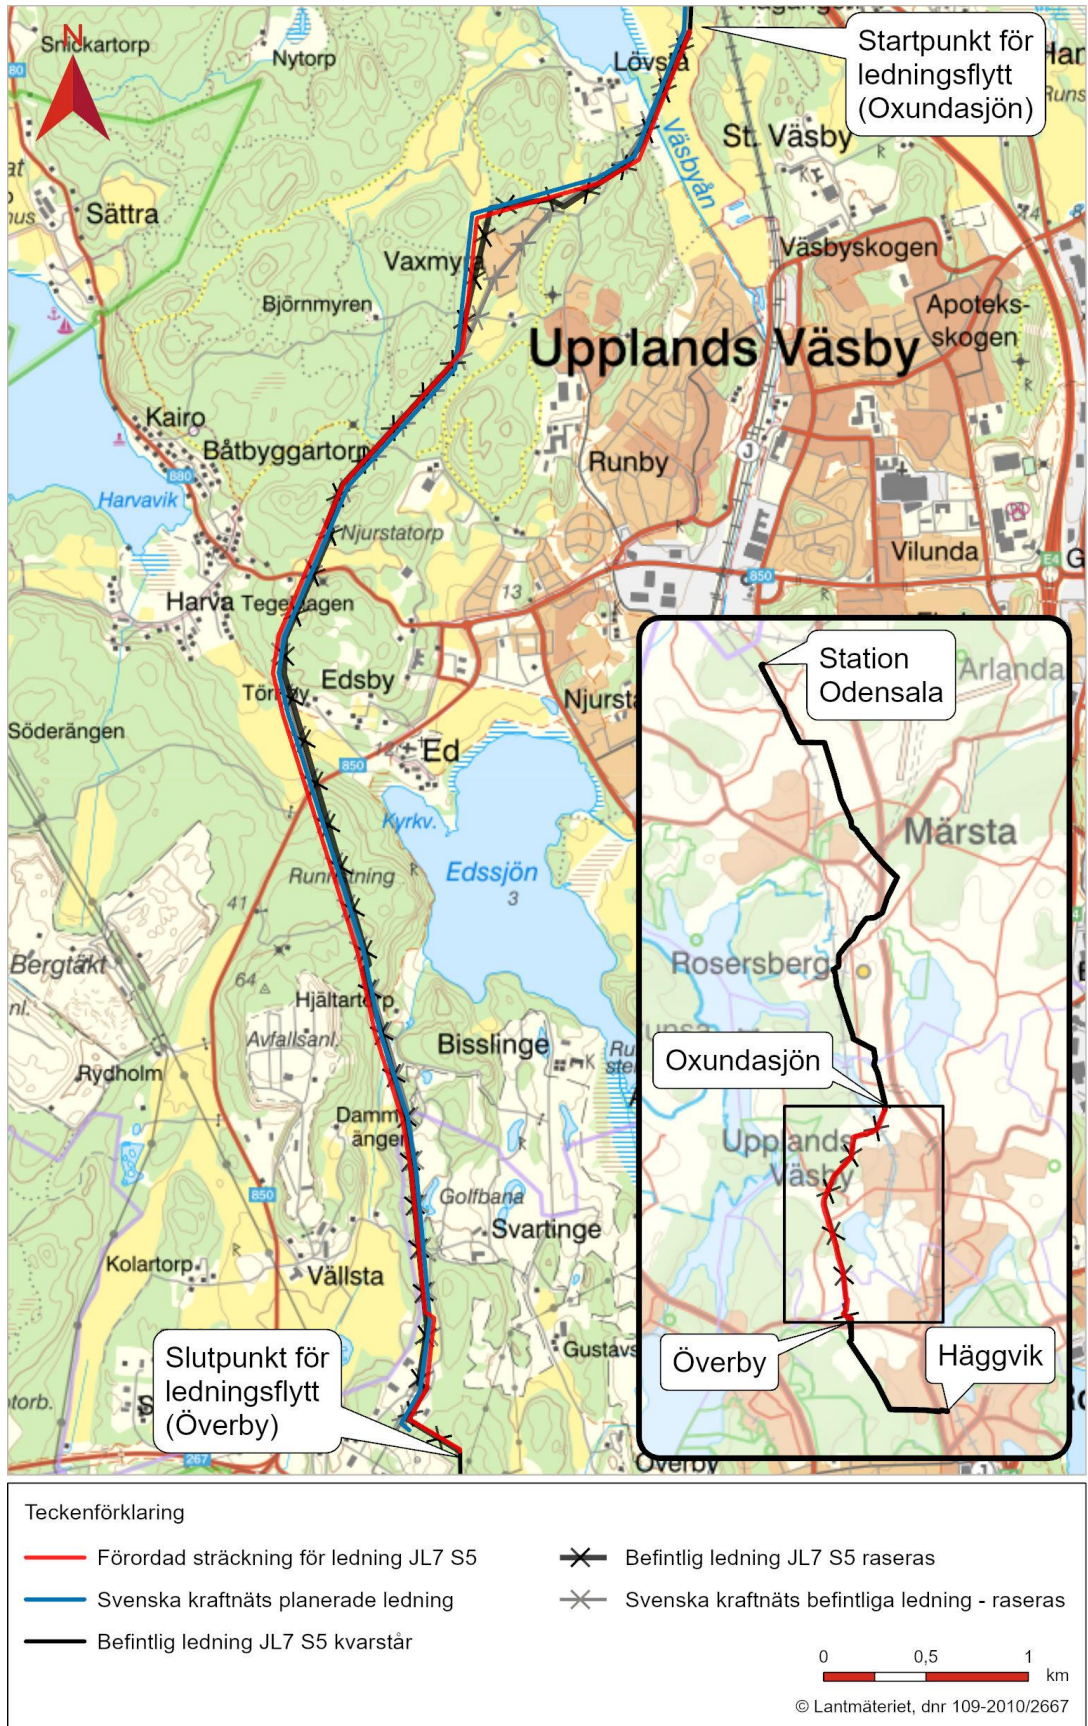 N
Snickartorp
Nytorp
Lövsta
Startpunkt för
ledningsflytt
(Oxundasjön)
Väsbyån
St. Väsby
Sättra
Vaxmyra
Väsbyskogen
Björnmyren
Apoteks-
skogen
Upplands Väsby
Kairo
Båtbyggartorp
880
Runby
J
Harvavik
Njurstatorp
Vilunda
E4
13
850
Harva
Tegelhagen
Edsby
Söderängen
Ed
850
Kyrkv.
Edssjön
3
41
Bergtäkt
64
Hjältartorp
Avfallsanl.
Bisslinge
Rydholm
Damm-
ängen
850
Golfbana
Svartinge
Kolartorp
Vällsta
Slutpunkt för
ledningsflytt
(Överby)
267
Överby
Station
Odensala
Arlanda
Märsta
Rosersberg
Oxundasjön
Upplands
Väsby
Överby
Häggvik
Teckenförklaring
Förordad sträckning för ledning JL7 S5
Svenska kraftnäts planerade ledning
Befintlig ledning JL7 S5 kvarstår
Befintlig ledning JL7 S5 raseras
Svenska kraftnäts befintliga ledning - raseras
0 0,5 1
km
© Lantmäteriet, dnr 109-2010/2667